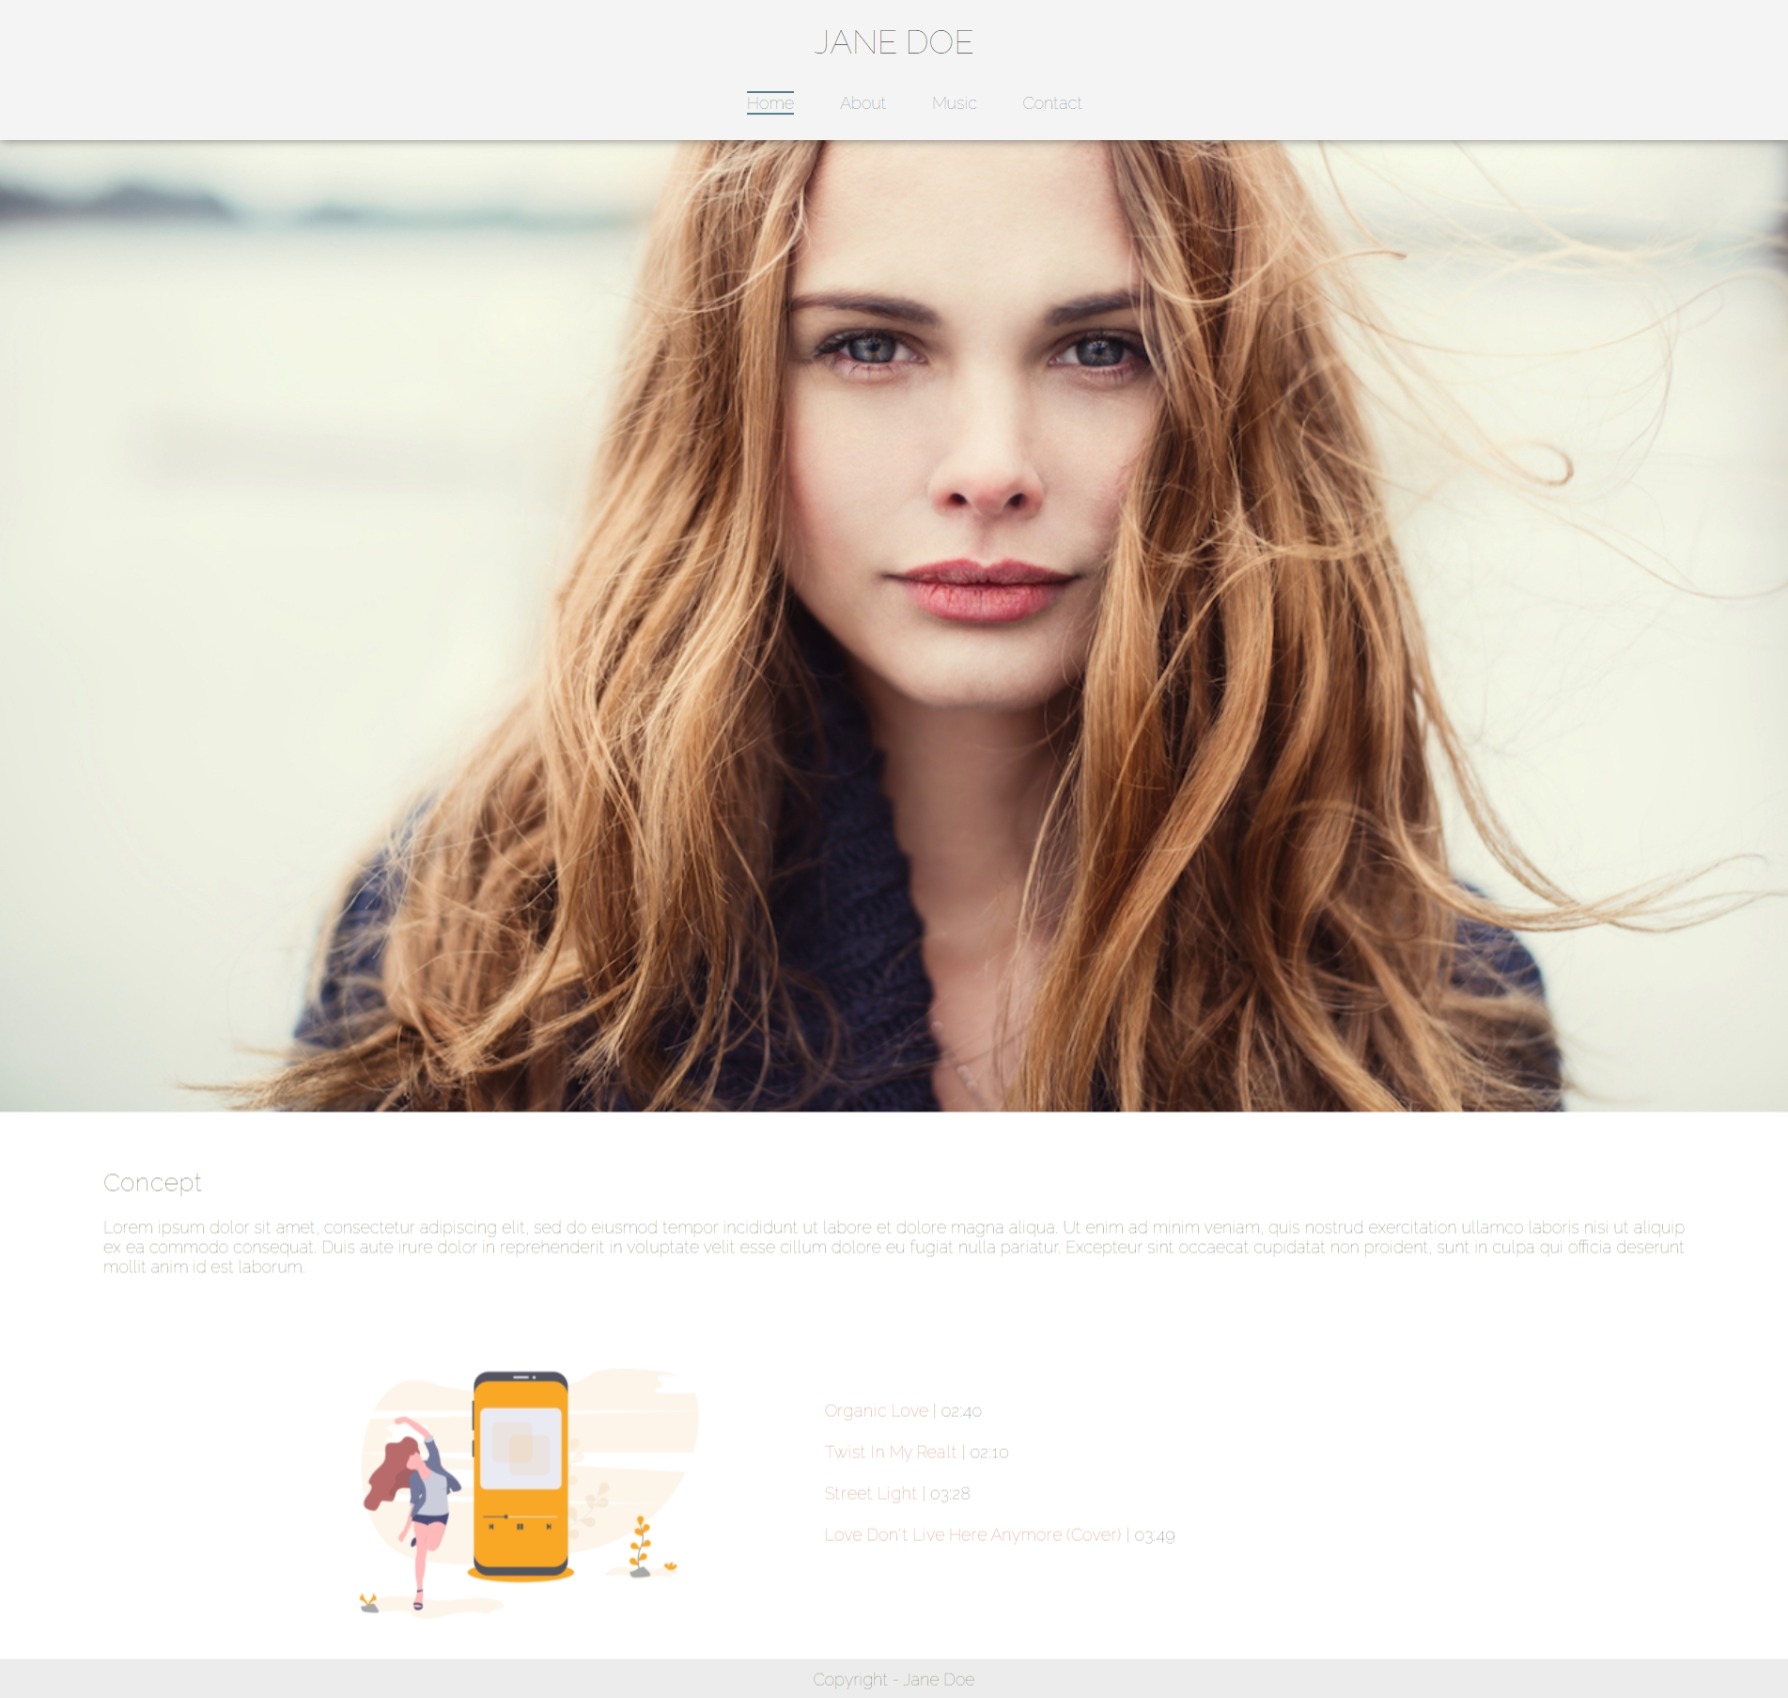 JANE DOE
Home About Music Contact
Concept
Lorem ipsum dolor sit amet, consectetur adipiscing elit, sed do eiusmod tempor incididunt ut labore et dolore magna aliqua. Ut enim ad minim veniam, quis nostrud exercitation ullamco laboris nisi ut aliquip
ex ea commodo consequat. Duis aute irure dolor in reprehenderit in voluptate velit esse cillum dolore eu fugiat nulla pariatur. Excepteur sint occaecat cupidatat non proident, sunt in culpa qui officia deserunt
mollit anim id est laborum.
Organic Love | 02:40
Twist In My Realt | 02:10
Street Light | 03:28
Love Don't Live Here Anymore (Cover) | 03:49
Copyright - Jane Doe